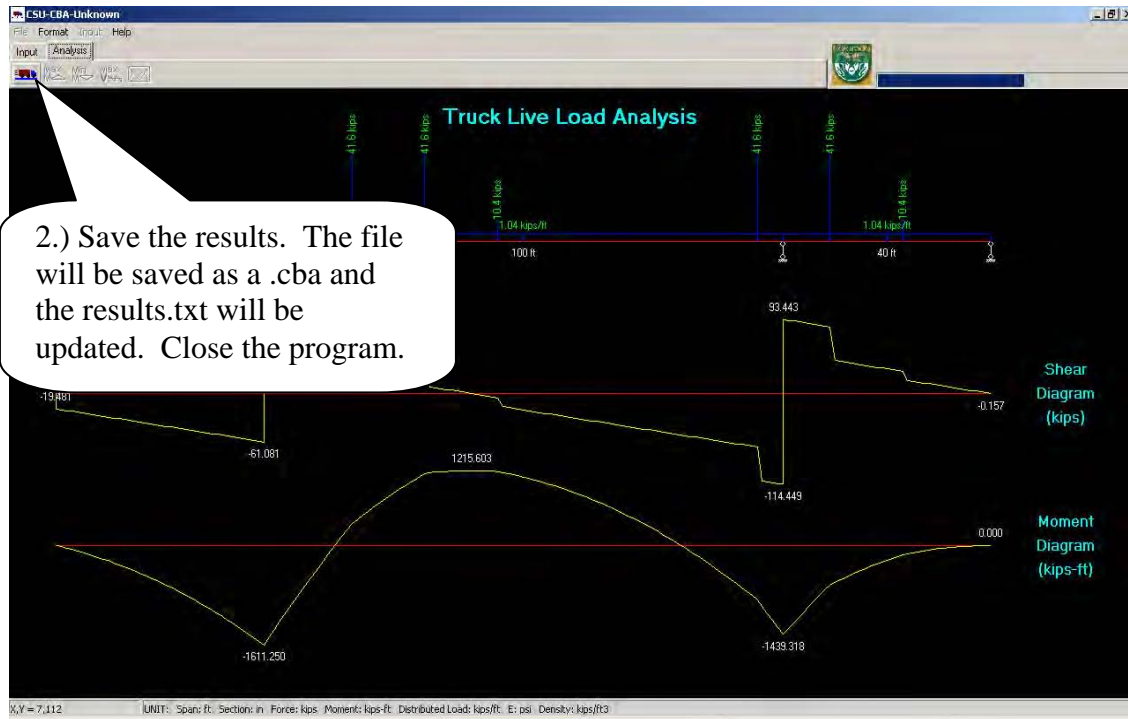 CSU-CBA-Unknown
File Format Input Help
Input Analysis
Truck Live Load Analysis
41.6 kips
41.6 kips
10.4 kips
1.04 kips/ft
100 ft
41.6 kips
41.6 kips
10.4 kips
1.04 kips/ft
40 ft
2.) Save the results. The file
will be saved as a .cba and
the results.txt will be
updated. Close the program.
93.443
-19.481
-61.081
-114.449
-0.157
Shear
Diagram
(kips)
1215.603
0.000
-1611.250
-1439.318
Moment
Diagram
(kips-ft)
X,Y = 7,112
UNIT: Span: ft Section: in Force: kips Moment: kips-ft Distributed Load: kips/ft E: psi Density: kips/ft3